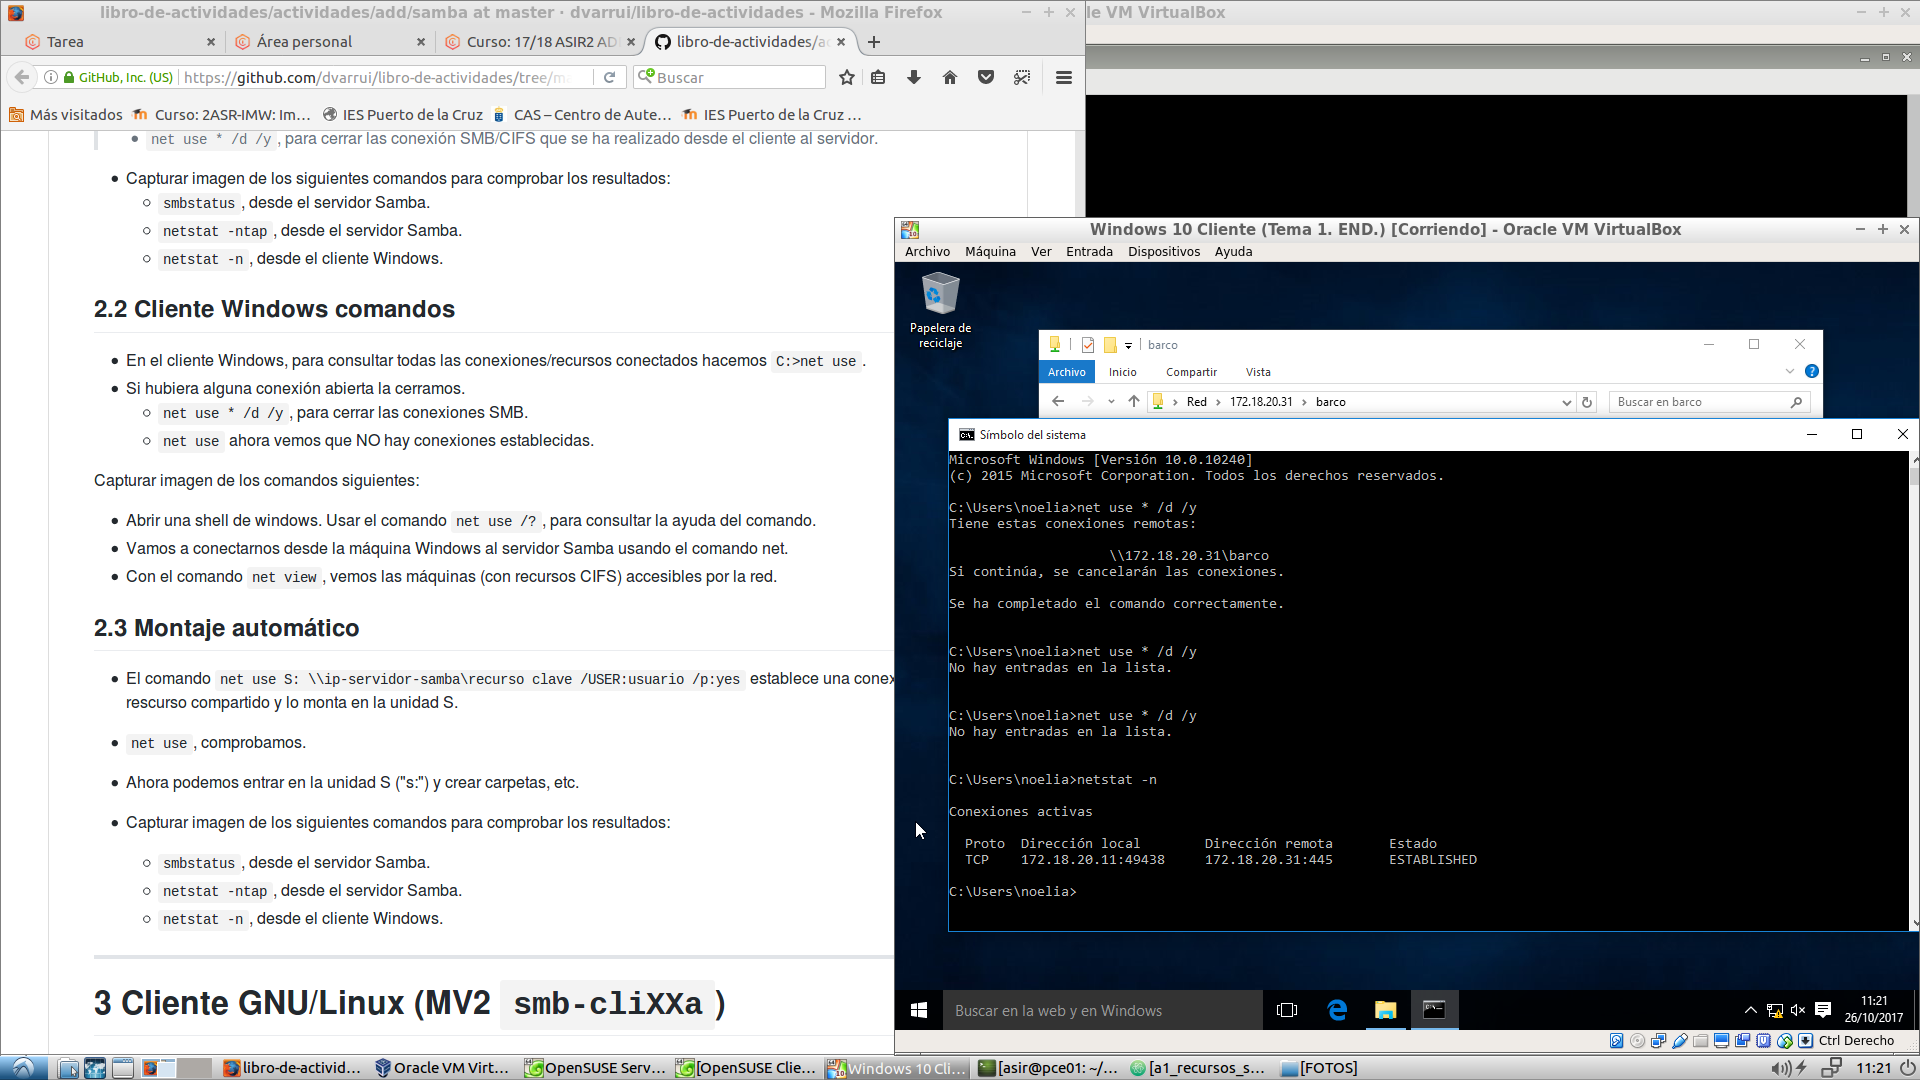 libro-de-actividades/actividades/add/samba at master · dvarrui/libro-de-actividades - Mozilla Firefox
le VM VirtualBox
Tarea
Área personal
Curso: 17/18 ASIR2 AD
libro-de-actividades/a
GitHub, Inc. (US)
https://github.com/dvarrui/libro-de-actividades/tree/m
Buscar
Más visitados
Curso: 2ASR-IMW: Im...
IES Puerto de la Cruz
CAS – Centro de Aute...
IES Puerto de la Cruz ...
net use * /d /y , para cerrar las conexión SMB/CIFS que se ha realizado desde el cliente al servidor.
Capturar imagen de los siguientes comandos para comprobar los resultados:
smbstatus , desde el servidor Samba.
netstat -ntap , desde el servidor Samba.
netstat -n , desde el cliente Windows.
2.2 Cliente Windows comandos
En el cliente Windows, para consultar todas las conexiones/recursos conectados hacemos C:>net use .
Si hubiera alguna conexión abierta la cerramos.
net use * /d /y , para cerrar las conexiones SMB.
net use ahora vemos que NO hay conexiones establecidas.
Capturar imagen de los comandos siguientes:
Abrir una shell de windows. Usar el comando net use /? , para consultar la ayuda del comando.
Vamos a conectarnos desde la máquina Windows al servidor Samba usando el comando net.
Con el comando net view , vemos las máquinas (con recursos CIFS) accesibles por la red.
2.3 Montaje automático
El comando net use S: \\ip-servidor-samba\recurso clave /USER:usuario /p:yes establece una conex
rescurso compartido y lo monta en la unidad S.
net use , comprobamos.
Ahora podemos entrar en la unidad S ("s:") y crear carpetas, etc.
Capturar imagen de los siguientes comandos para comprobar los resultados:
smbstatus , desde el servidor Samba.
netstat -ntap , desde el servidor Samba.
netstat -n , desde el cliente Windows.
3 Cliente GNU/Linux (MV2 smb-cliXXa )
Windows 10 Cliente (Tema 1. END.) [Corriendo] - Oracle VM VirtualBox
Archivo Máquina Ver Entrada Dispositivos Ayuda
Papelera de
reciclaje
barco
Archivo Inicio Compartir Vista
Red > 172.18.20.31 > barco
Buscar en barco
Símbolo del sistema
Microsoft Windows [Versión 10.0.10240]
(c) 2015 Microsoft Corporation. Todos los derechos reservados.
C:\Users\noelia>net use * /d /y
Tiene estas conexiones remotas:
\\172.18.20.31\barco
Si continúa, se cancelarán las conexiones.
Se ha completado el comando correctamente.
C:\Users\noelia>net use * /d /y
No hay entradas en la lista.
C:\Users\noelia>net use * /d /y
No hay entradas en la lista.
C:\Users\noelia>netstat -n
Conexiones activas
Proto Dirección local Dirección remota Estado
TCP 172.18.20.11:49438 172.18.20.31:445 ESTABLISHED
C:\Users\noelia>
Buscar en la web y en Windows
11:21
26/10/2017
Ctrl Derecho
libro-de-activid...
Oracle VM Virt...
OpenSUSE Serv...
[OpenSUSE Clie...
Windows 10 Cli...
[asir@pce01: ~/...
[a1_recursos_s...
[FOTOS]
11:21